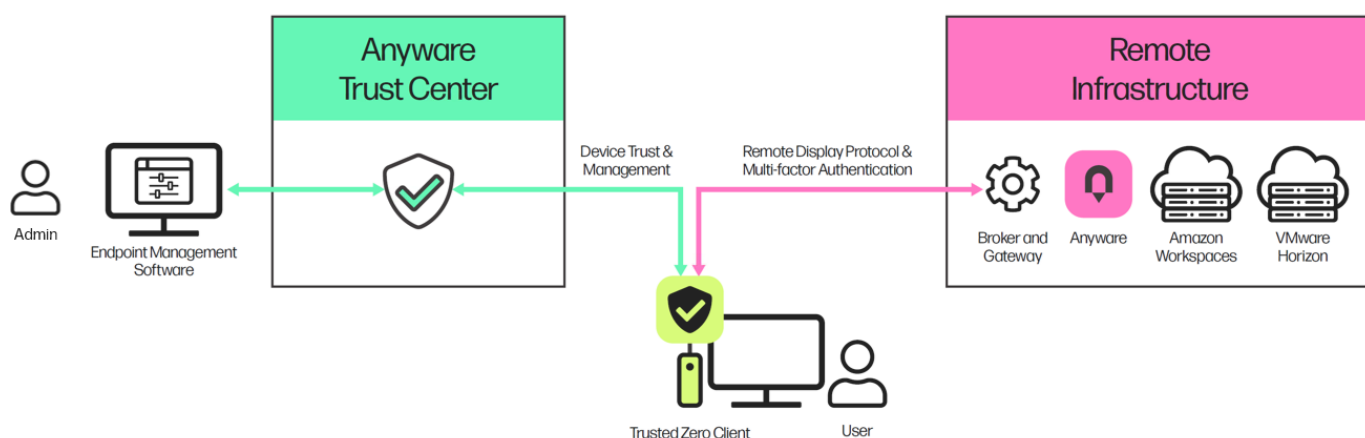 Anyware
Trust Center
Remote
Infrastructure
Device Trust &
Management
Remote Display Protocol &
Multi-factor Authentication
Admin
Endpoint Management
Software
Broker and
Gateway
Anyware
Amazon
Workspaces
VMware
Horizon
Trusted Zero Client
User